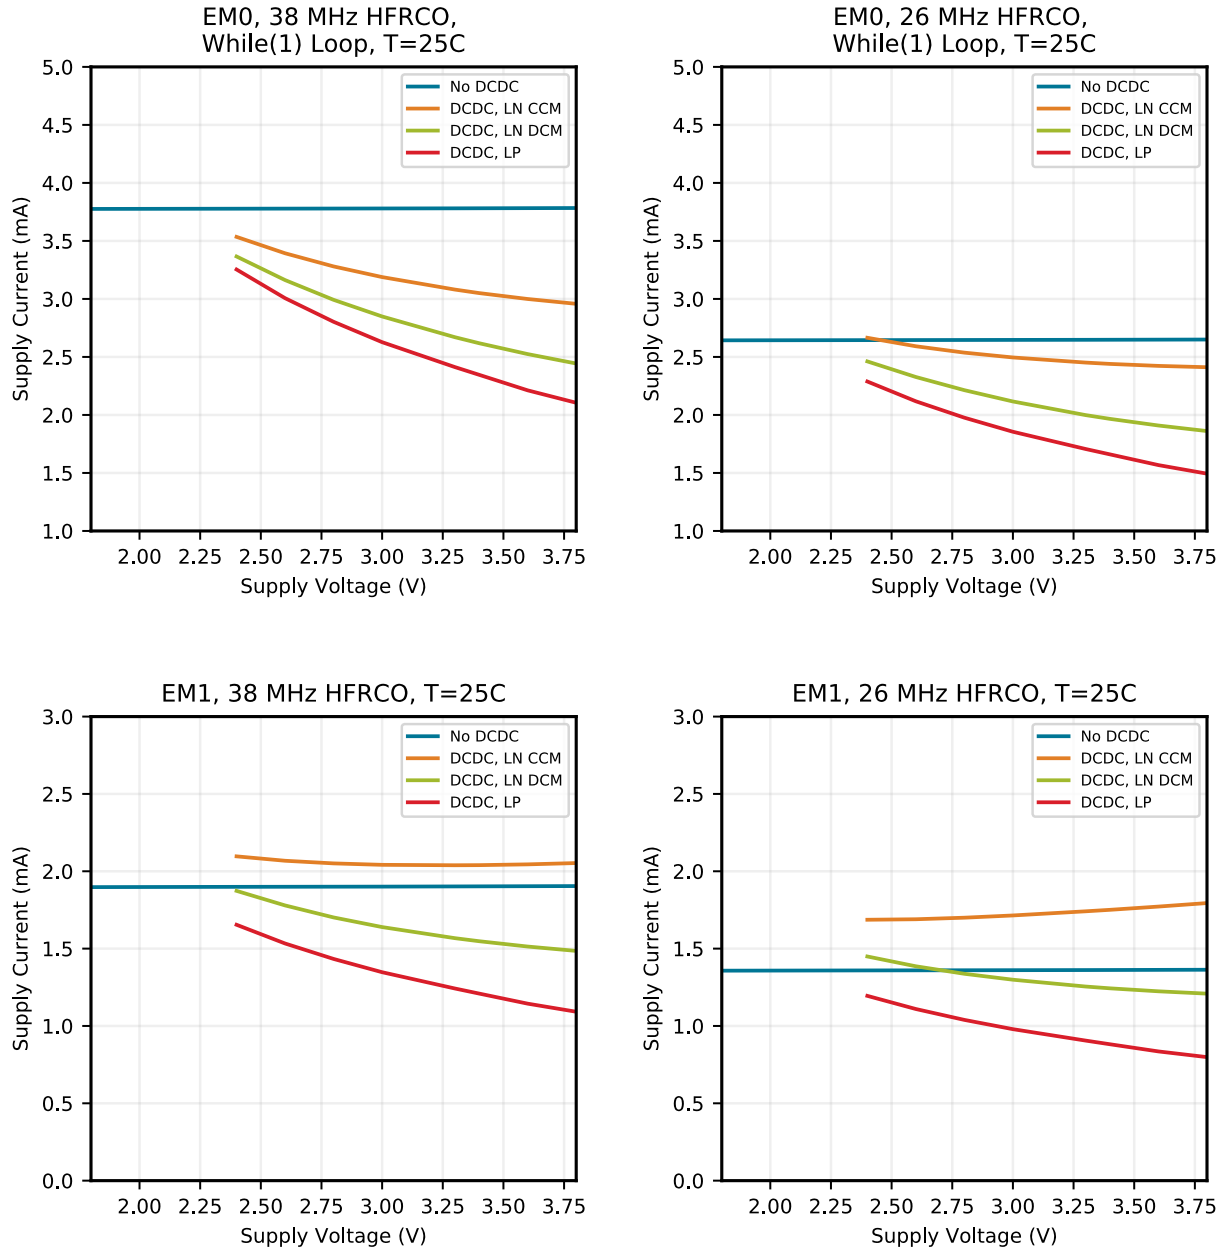 EM0, 38 MHz HFRCO,
While(1) Loop, T=25C
5.0
4.5
4.0
3.5
3.0
2.5
2.0
1.5
1.0
Supply Current (mA)
No DCDC
DCDC, LN CCM
DCDC, LN DCM
DCDC, LP
2.00 2.25 2.50 2.75 3.00 3.25 3.50 3.75
Supply Voltage (V)
EM0, 26 MHz HFRCO,
While(1) Loop, T=25C
5.0
4.5
4.0
3.5
3.0
2.5
2.0
1.5
1.0
Supply Current (mA)
No DCDC
DCDC, LN CCM
DCDC, LN DCM
DCDC, LP
2.00 2.25 2.50 2.75 3.00 3.25 3.50 3.75
Supply Voltage (V)
EM1, 38 MHz HFRCO, T=25C
3.0
2.5
2.0
1.5
1.0
0.5
0.0
Supply Current (mA)
No DCDC
DCDC, LN CCM
DCDC, LN DCM
DCDC, LP
2.00 2.25 2.50 2.75 3.00 3.25 3.50 3.75
Supply Voltage (V)
EM1, 26 MHz HFRCO, T=25C
3.0
2.5
2.0
1.5
1.0
0.5
0.0
Supply Current (mA)
No DCDC
DCDC, LN CCM
DCDC, LN DCM
DCDC, LP
2.00 2.25 2.50 2.75 3.00 3.25 3.50 3.75
Supply Voltage (V)